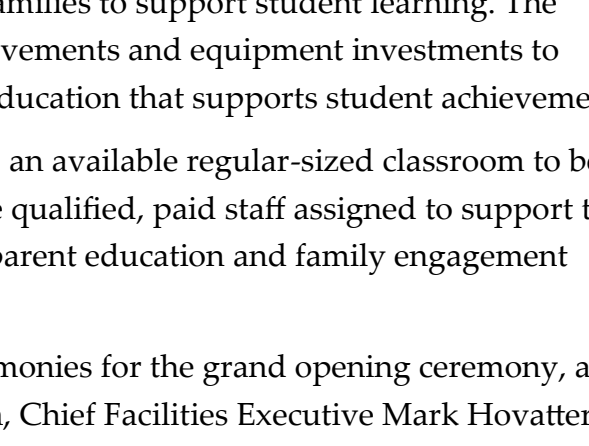 amilies to support student learning. The
vements and equipment investments to
ducation that supports student achieveme
an available regular-sized classroom to b
qualified, paid staff assigned to support t
parent education and family engagement
monies for the grand opening ceremony, a
, Chief Facilities Executive Mark Hovatter